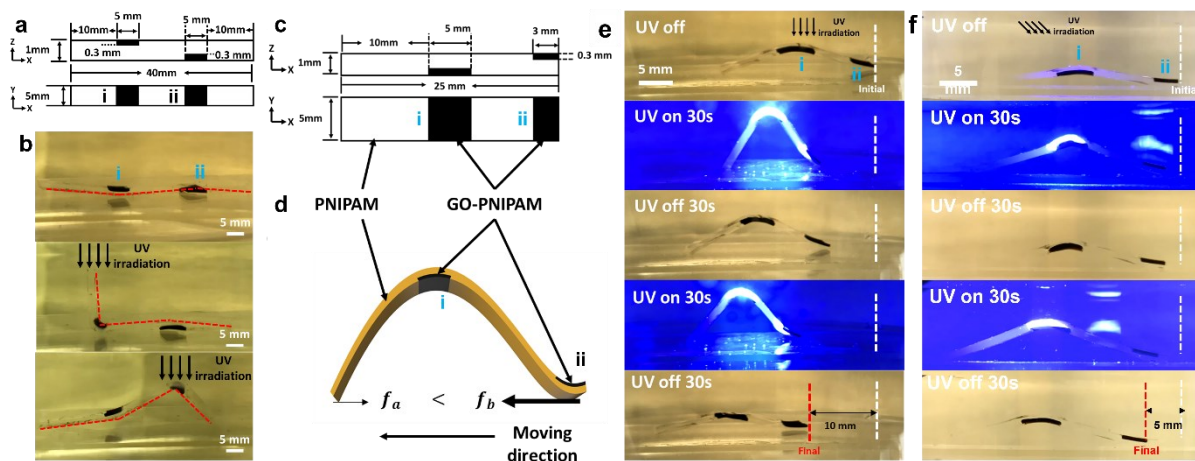 a
5 mm
5 mm
10mm
10mm
Z
X
1mm
0.3 mm
0.3 mm
40mm
Y
X
5mm
i
ii
b
i
ii
5 mm
UV
irradiation
5 mm
UV
irradiation
5 mm
c
5 mm
3 mm
10mm
Z
X
1mm
0.3 mm
25 mm
Y
X
5mm
i
ii
PNIPAM
GO-PNIPAM
d
i
ii
fa < fb
Moving
direction
e
UV off
UV
irradiation
i
ii
5 mm
Initial
UV on 30s
UV off 30s
UV on 30s
UV off 30s
10 mm
Final
f
UV off
UV
irradiation
i
ii
5
mm
Initial
UV on 30s
UV off 30s
UV on 30s
UV off 30s
5 mm
Final